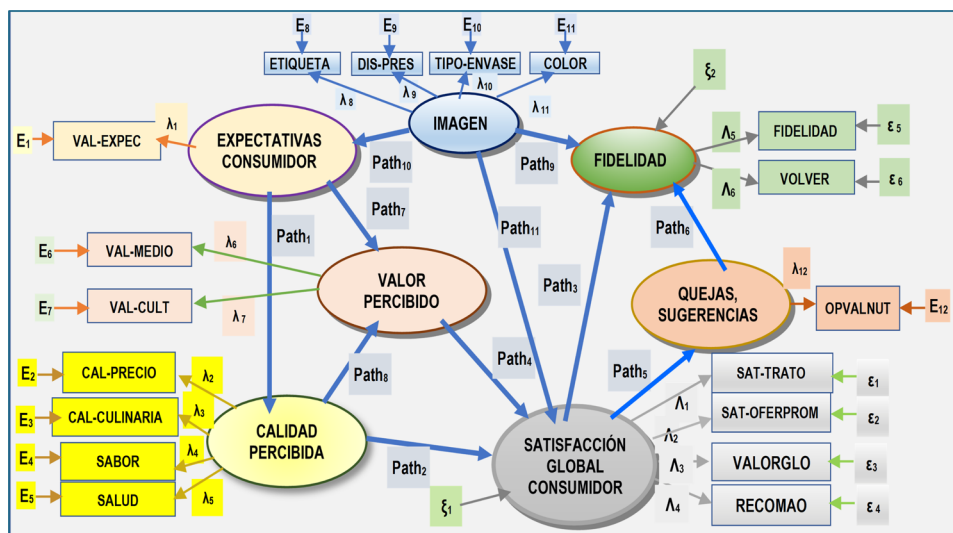 E8
E9
E10
E11
ETIQUETA
DIS-PRES
TIPO-ENVASE
COLOR
λ8
λ9
λ10
λ11
IMAGEN
ξ2
E1
VAL-EXPEC
λ1
EXPECTATIVAS
CONSUMIDOR
Path10
Path9
FIDELIDAD
Λ5
FIDELIDAD
ε5
Λ6
VOLVER
ε6
Path7
Path1
Path11
Path6
E6
VAL-MEDIO
λ6
E7
VAL-CULT
λ7
VALOR
PERCIBIDO
Path3
QUEJAS,
SUGERENCIAS
λ12
OPVALNUT
E12
Path8
Path4
Path5
E2
CAL-PRECIO
λ2
E3
CAL-CULINARIA
λ3
E4
SABOR
λ4
E5
SALUD
λ5
CALIDAD
PERCIBIDA
Path2
ξ1
SATISFACCIÓN
GLOBAL
CONSUMIDOR
Λ1
SAT-TRATO
ε1
Λ2
SAT-OFERPROM
ε2
Λ3
VALORGLO
ε3
Λ4
RECOMAO
ε4